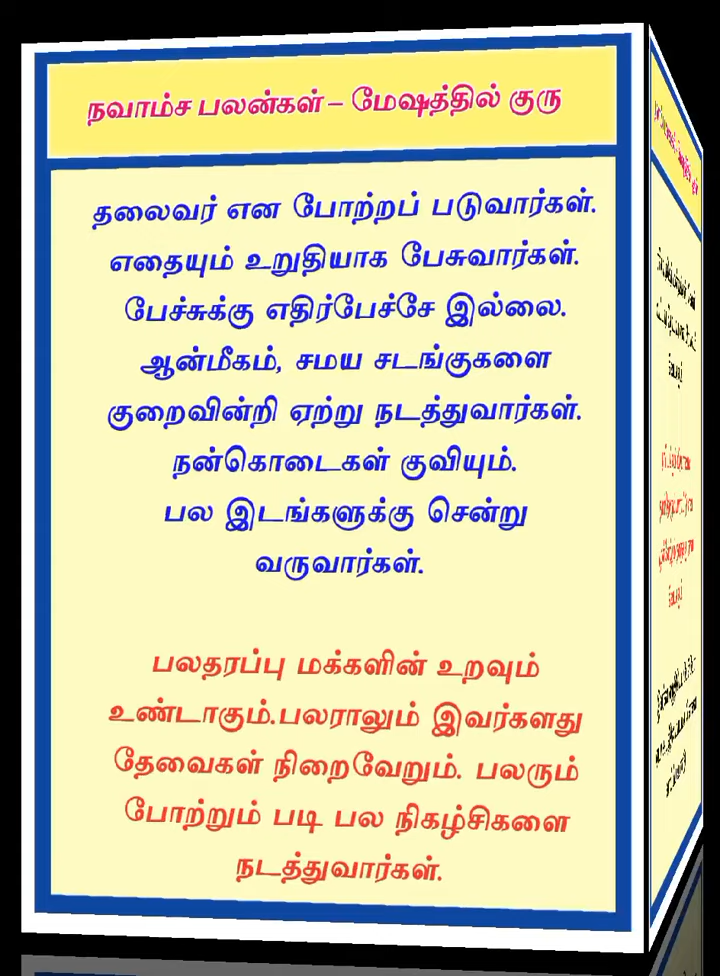 நவாம்ச பலன்கள் – மேஷத்தில் குரு
தலைவர் என போற்றப் படுவார்கள்.
எதையும் உறுதியாக பேசுவார்கள்.
பேச்சுக்கு எதிர்பேச்சே இல்லை.
ஆன்மீகம், சமய சடங்குகளை
குறைவின்றி ஏற்று நடத்துவார்கள்.
நன்கொடைகள் குவியும்.
பல இடங்களுக்கு சென்று
வருவார்கள்.
பலதரப்பு மக்களின் உறவும்
உண்டாகும்.பலராலும் இவர்களது
தேவைகள் நிறைவேறும். பலரும்
போற்றும் படி பல நிகழ்சிகளை
நடத்துவார்கள்.